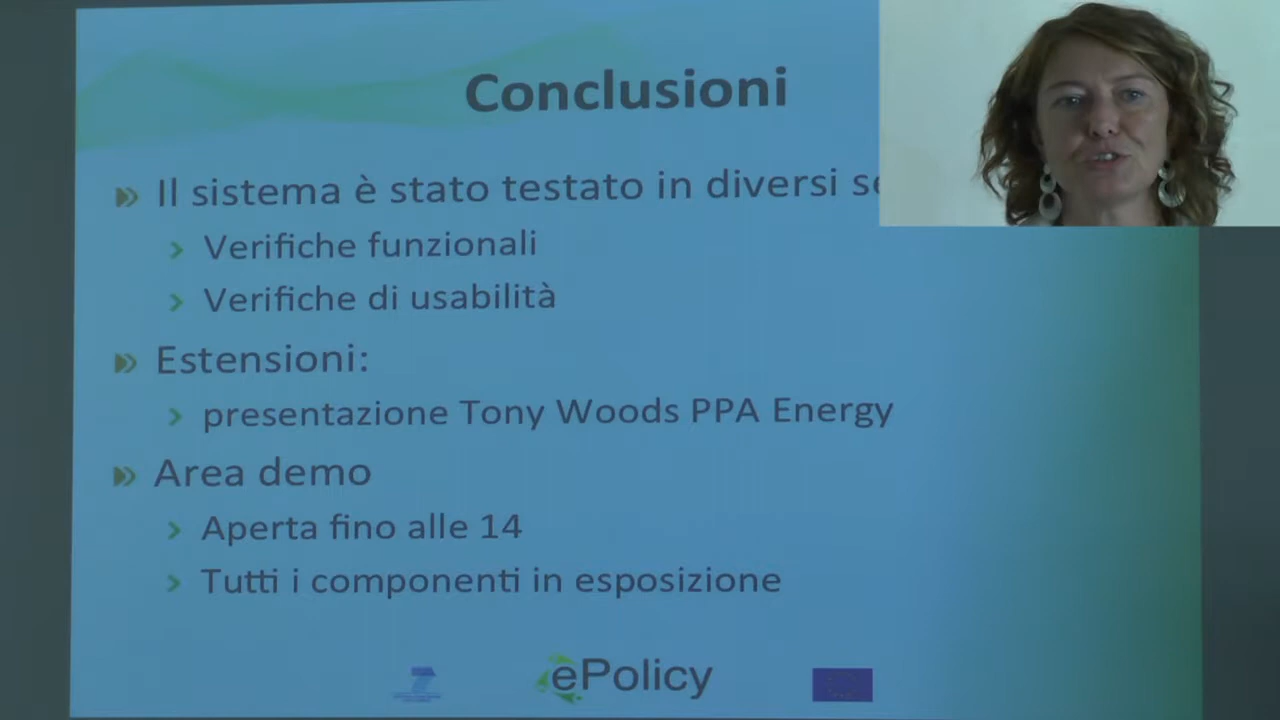 Conclusioni
Il sistema è stato testato in diversi
Verifiche funzionali
Verifiche di usabilità
Estensioni:
presentazione Tony Woods PPA Energy
Area demo
Aperta fino alle 14
Tutti i componenti in esposizione
ePolicy